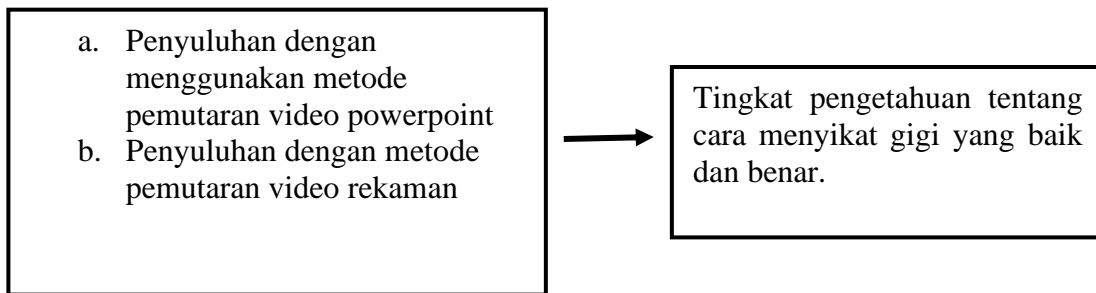 a. Penyuluhan dengan
menggunakan metode
pemutaran video powerpoint
b. Penyuluhan dengan metode
pemutaran video rekaman
Tingkat pengetahuan tentang
cara menyikat gigi yang baik
dan benar.